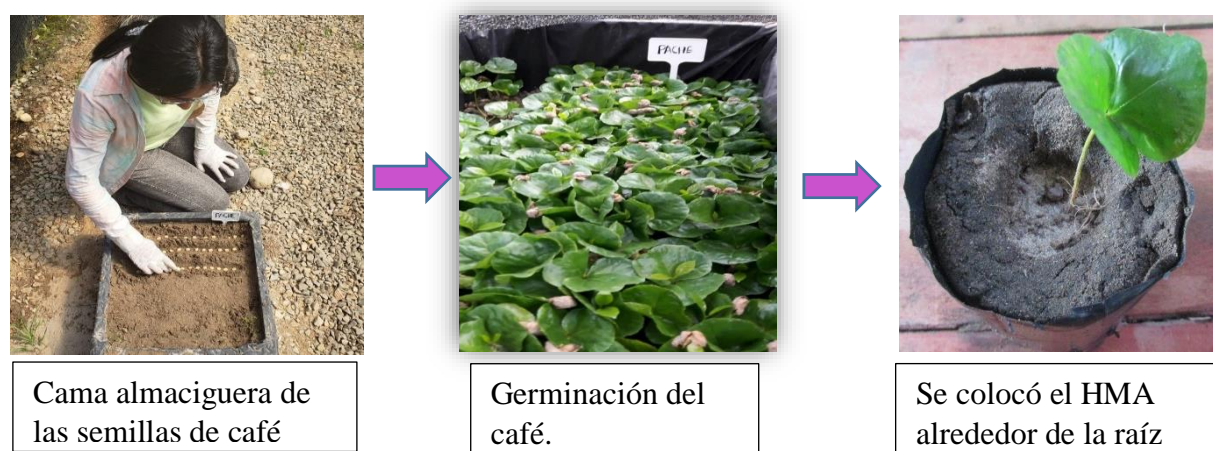 PACHE
PACHE
Cama almaciguera de
las semillas de café
Germinación del
café.
Se colocó el HMA
alrededor de la raíz